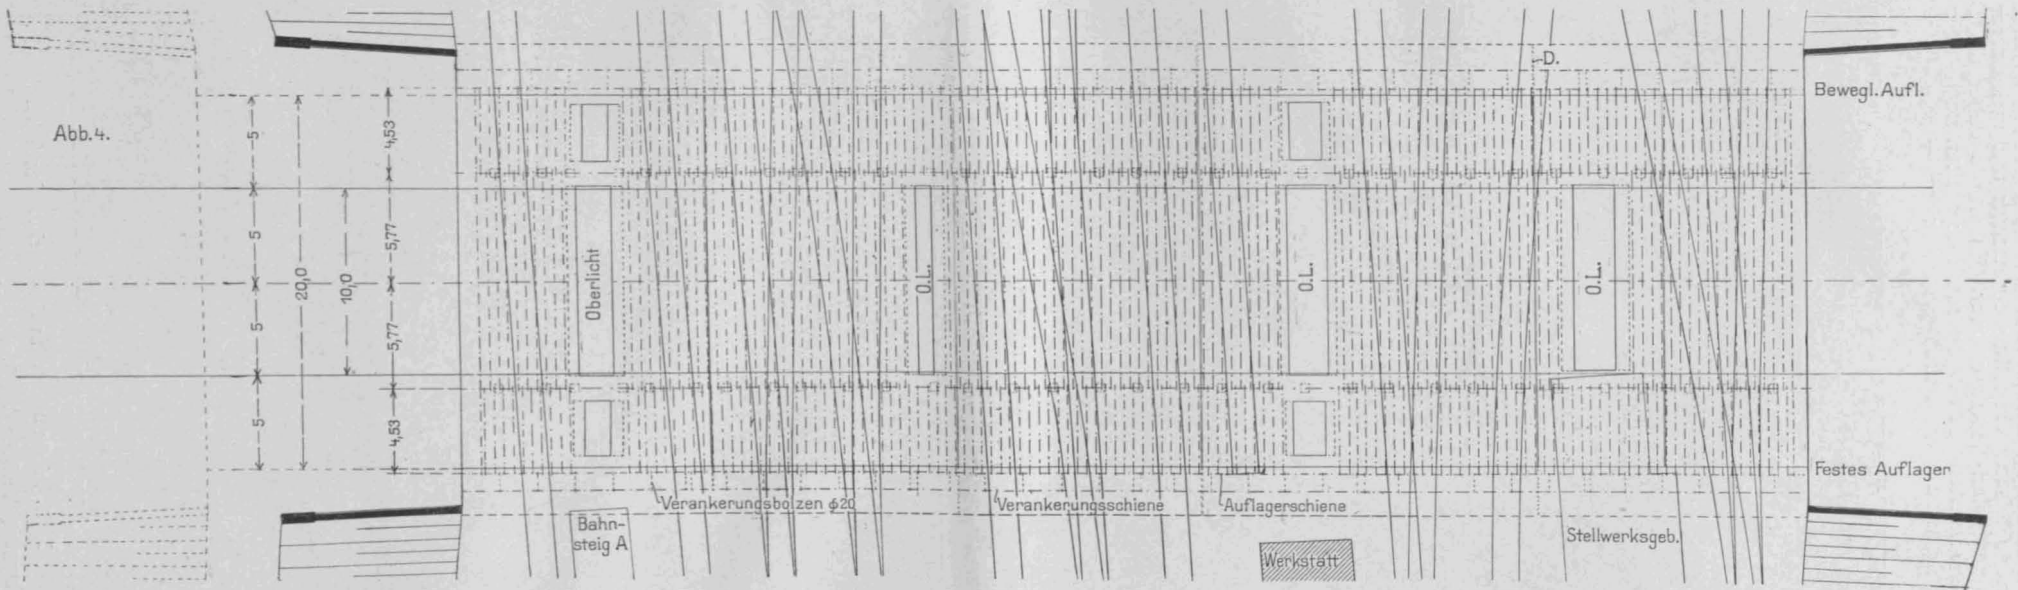 Abb.4.
5
5
5
5
20,0
10,0
4,53
5,77
5,77
4,53
Oberlicht
O.L.
O.L.
O.L.
D.
Bewegl. Aufl.
Festes Auflager
Verankerungsbolzen ϕ20
Verankerungsschiene
Auflagerschiene
Bahn-
steig A
Werkstatt
Stellwerksgeb.